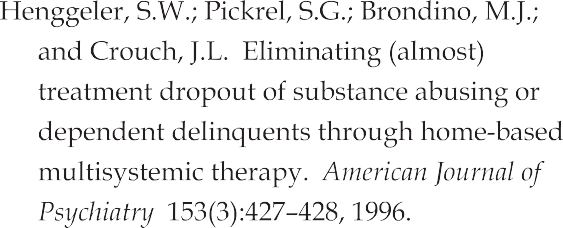 Henggeler, S.W.; Pickrel, S.G.; Brondino, M.J.;
and Crouch, J.L.  Eliminating (almost)
treatment dropout of substance abusing or
dependent delinquents through home-based
multisystemic therapy.  American Journal of
Psychiatry  153(3):427–428, 1996.